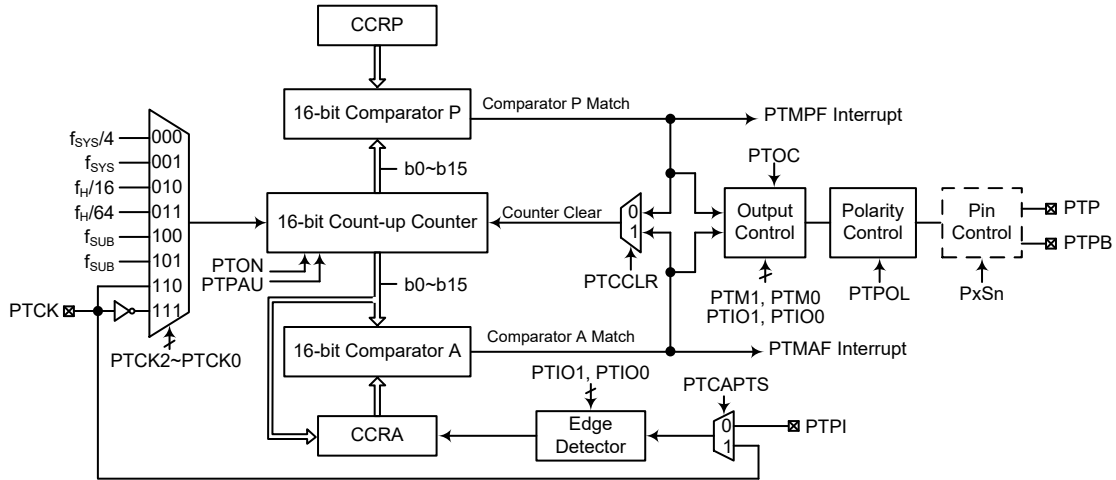 CCRP
16-bit Comparator P
Comparator P Match
PTMPF Interrupt
fSYS/4
000
fSYS
001
fH/16
010
fH/64
011
fSUB
100
fSUB
101
110
111
PTCK
PTCK2~PTCK0
b0~b15
16-bit Count-up Counter
Counter Clear
0
1
PTCCLR
PTON
PTPAU
b0~b15
PTOC
Output
Control
PTM1, PTM0
PTIO1, PTIO0
Polarity
Control
PTPOL
Pin
Control
PxSn
PTP
PTPB
16-bit Comparator A
Comparator A Match
PTMAF Interrupt
CCRA
PTIO1, PTIO0
Edge
Detector
PTCAPTS
0
1
PTPI